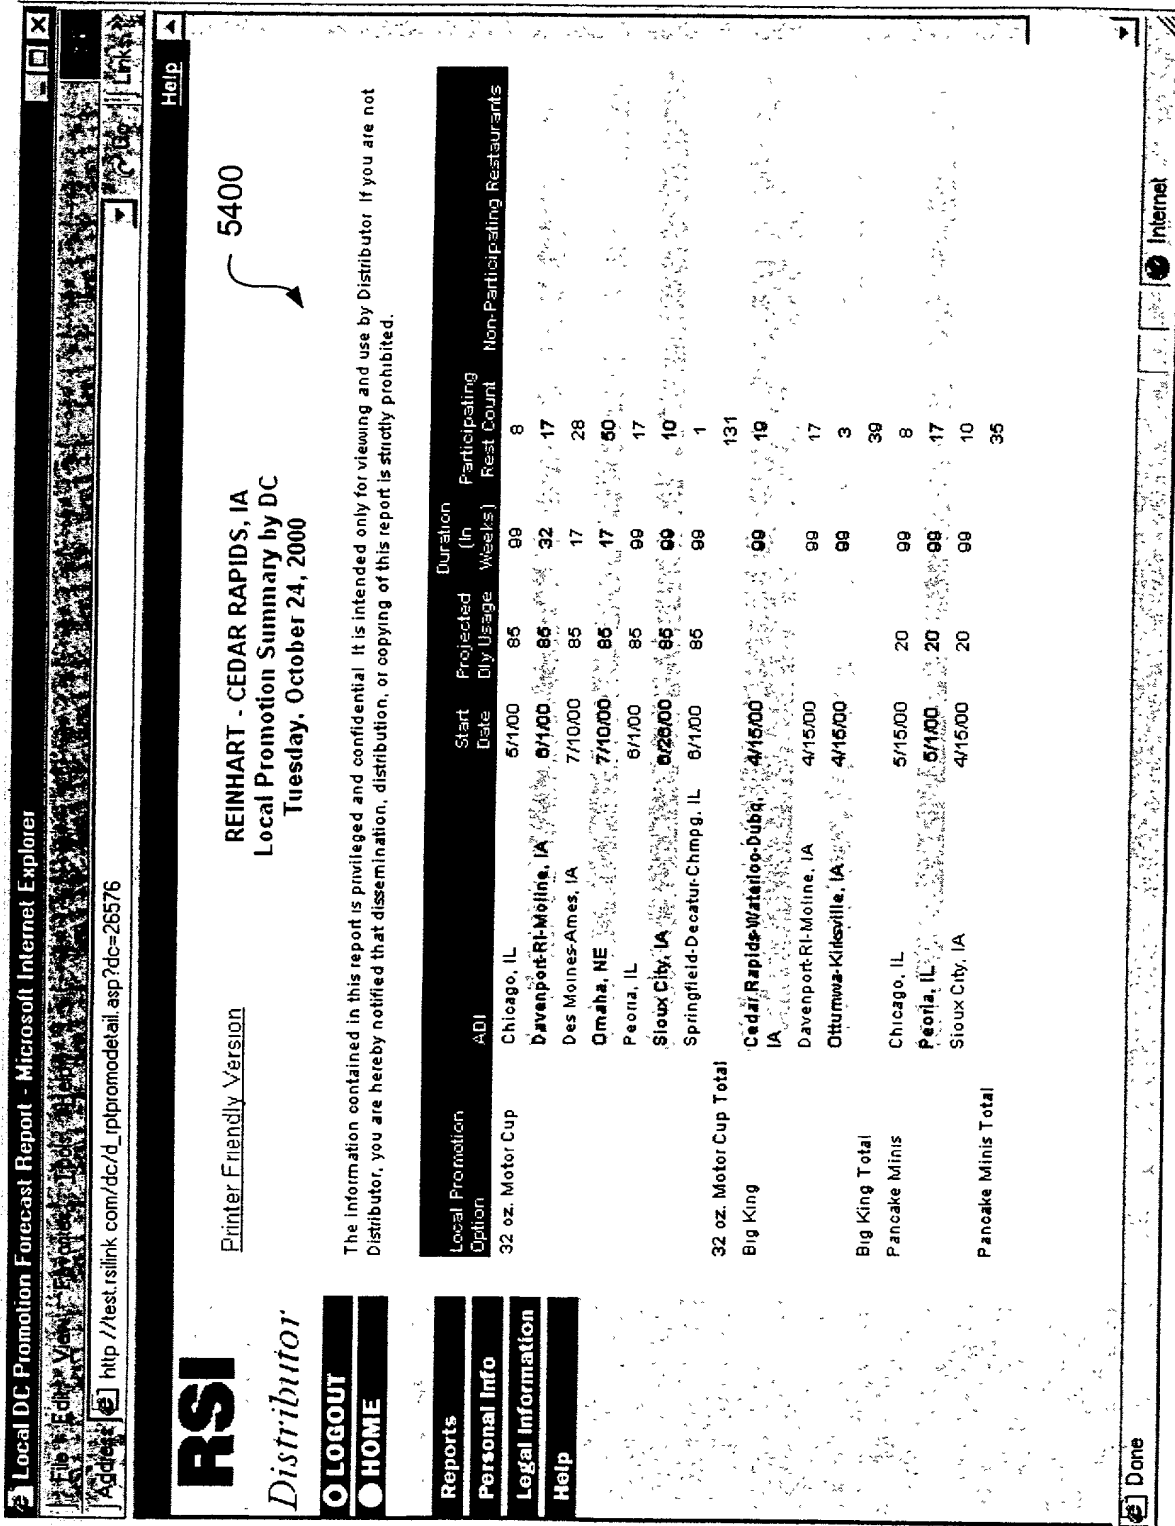 Local DC Promotion Forecast Report - Microsoft Internet Explorer
File Edit View Favorites Tools Help
Address http //test.rsilink com/dc/d_rptpromodetail.asp?dc=26576 Go Links »
Help
RSI
Distributor
LOGOUT
HOME
Reports
Personal Info
Legal Information
Help
Printer Friendly Version
REINHART - CEDAR RAPIDS, IA
Local Promotion Summary by DC
Tuesday, October 24, 2000
5400
The information contained in this report is privileged and confidential It is intended only for viewing and use by Distributor If you are not
Distributor, you are hereby notified that dissemination, distribution, or copying of this report is strictly prohibited.
Local Promotion Option ADI Start Date Projected Dly Usage Duration (In Weeks) Participating Rest Count Non-Participating Restaurants
32 oz. Motor Cup Chicago, IL 5/1/00 85 99 8
Davenport-RI-Moline, IA 6/1/00 85 32 17
Des Moines-Ames, IA 7/10/00 85 17 28
Omaha, NE 7/10/00 85 17 50
Peoria, IL 6/1/00 85 99 17
Sioux City, IA 6/26/00 85 99 10
Springfield-Decatur-Chmpg, IL 6/1/00 85 99 1
32 oz. Motor Cup Total 131
Big King Cedar Rapids-Waterloo-Dubq, 4/15/00 99 19
IA
Davenport-RI-Moline, IA 4/15/00 99 17
Ottumwa-Kirksville, IA 4/15/00 99 3
Big King Total 39
Pancake Minis Chicago, IL 5/15/00 20 99 8
Peoria, IL 5/1/00 20 99 17
Sioux City, IA 4/15/00 20 99 10
Pancake Minis Total 35
Done Internet